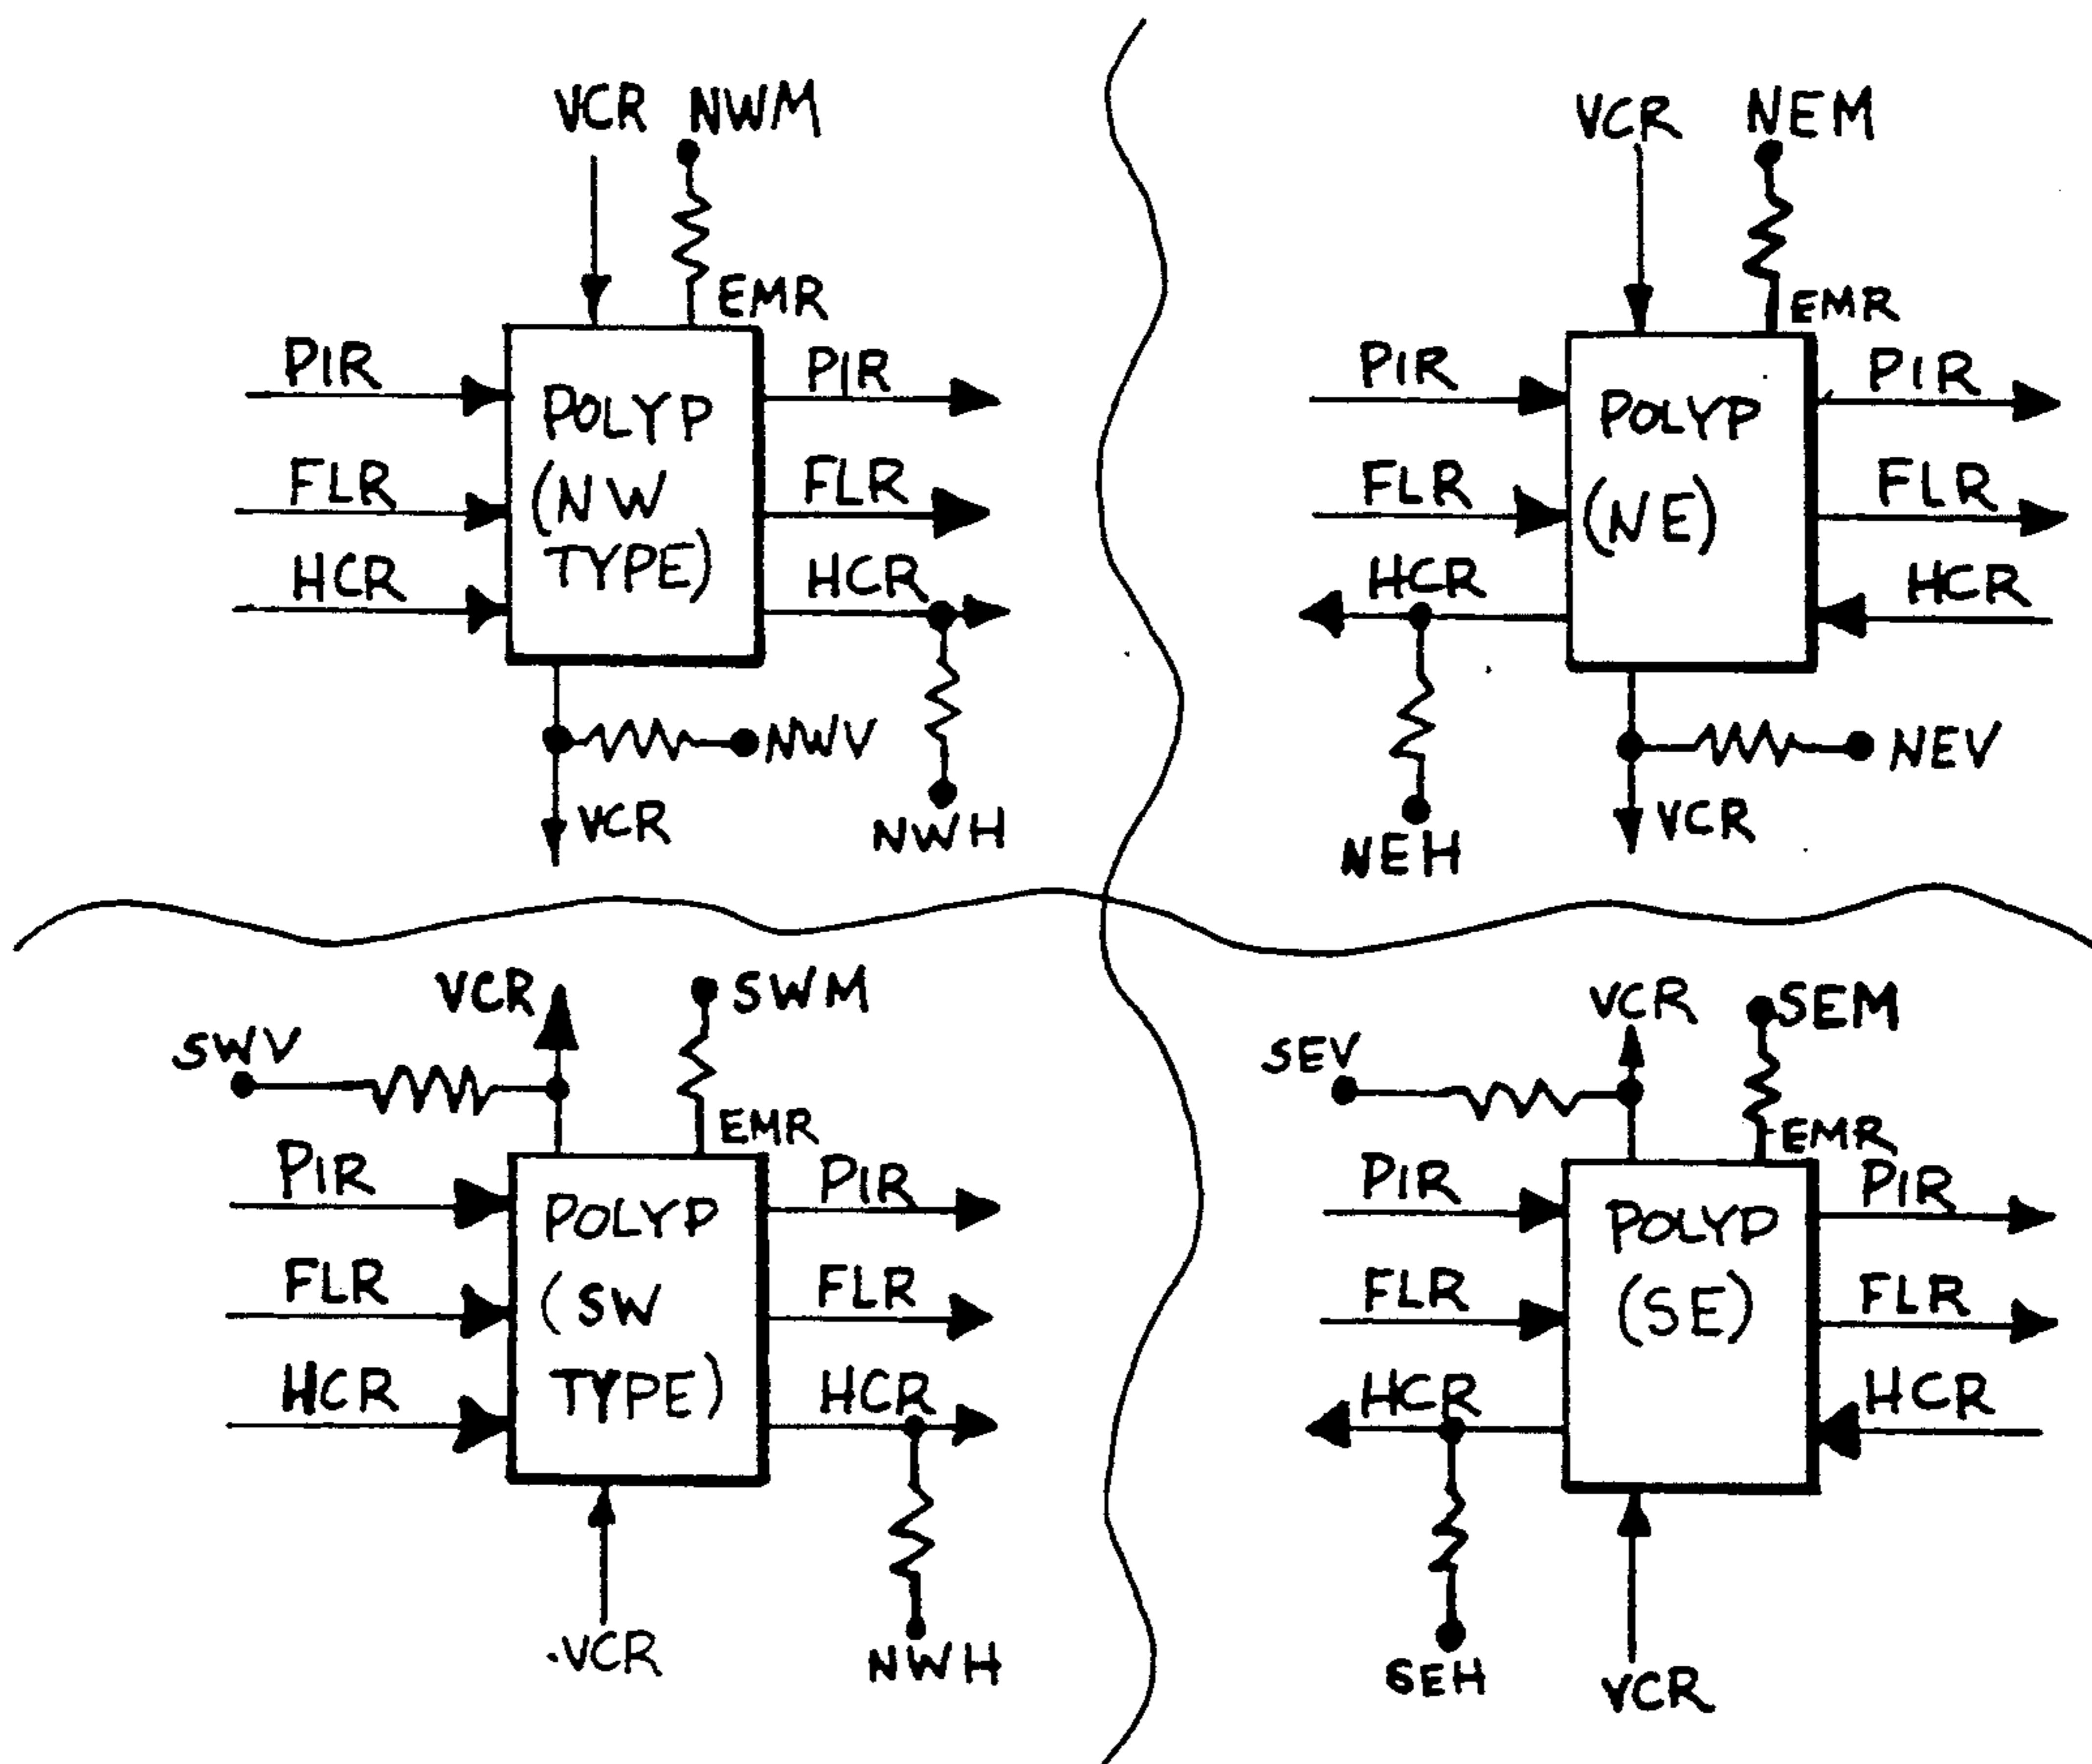 VCR NWM
EMR
PIR
PIR
POLYP
(NW
TYPE)
FLR
FLR
HCR
HCR
NWV
VCR
NWH
VCR NEM
EMR
PIR
PIR
POLYP
(NE)
FLR
FLR
HCR
HCR
NEV
VCR
NEH
VCR
SWM
SWV
EMR
PIR
PIR
POLYP
(SW
TYPE)
FLR
FLR
HCR
HCR
VCR
NWH
VCR
SEM
SEV
EMR
PIR
PIR
POLYP
(SE)
FLR
FLR
HCR
HCR
SEH
VCR